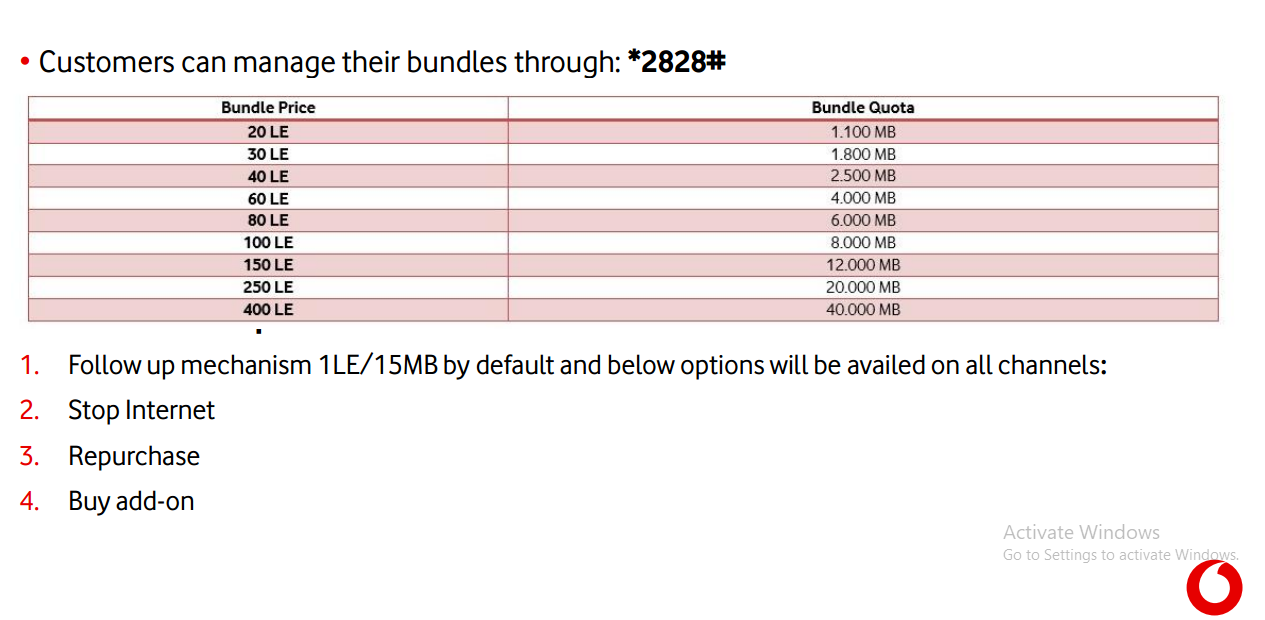 • Customers can manage their bundles through: *2828#
Bundle Price Bundle Quota
20 LE 1.100 MB
30 LE 1.800 MB
40 LE 2.500 MB
60 LE 4.000 MB
80 LE 6.000 MB
100 LE 8.000 MB
150 LE 12.000 MB
250 LE 20.000 MB
400 LE 40.000 MB
1. Follow up mechanism 1LE/15MB by default and below options will be availed on all channels:
2. Stop Internet
3. Repurchase
4. Buy add-on
Activate Windows
Go to Settings to activate Windows.